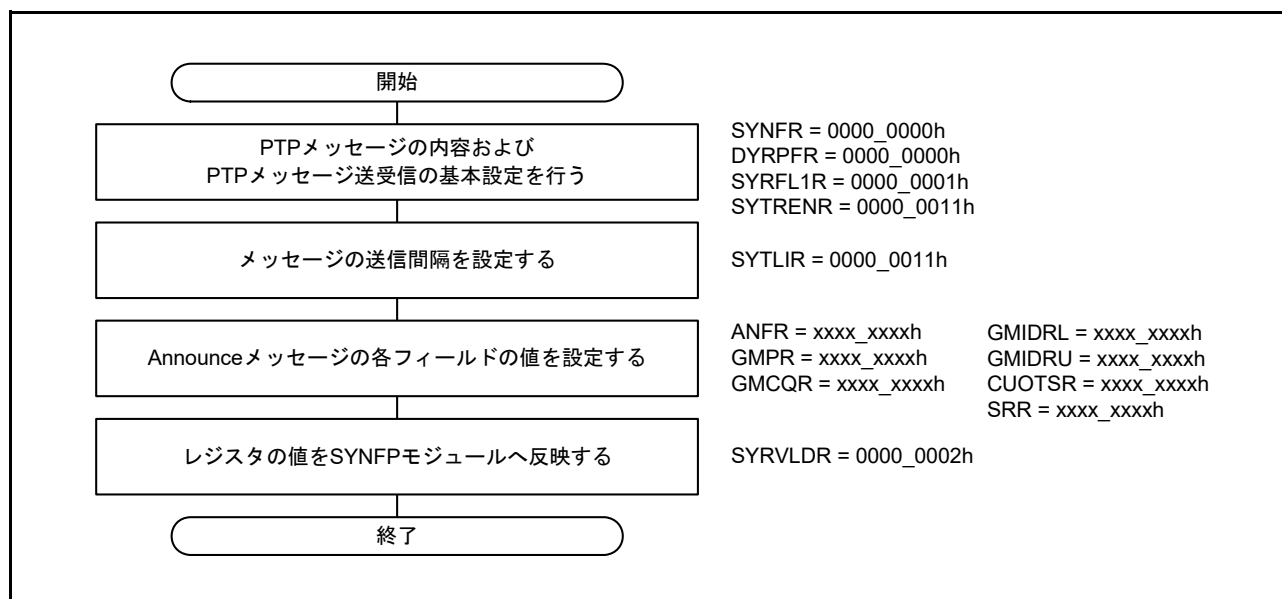 開始
PTPメッセージの内容および
PTPメッセージ送受信の基本設定を行う
SYNFR = 0000_0000h
DYRPFR = 0000_0000h
SYRFL1R = 0000_0001h
SYTRENR = 0000_0011h
メッセージの送信間隔を設定する
SYTLIR = 0000_0011h
Announceメッセージの各フィールドの値を設定する
ANFR = xxxx_xxxxh
GMPR = xxxx_xxxxh
GMCQR = xxxx_xxxxh
GMIDRL = xxxx_xxxxh
GMIDRU = xxxx_xxxxh
CUOTSR = xxxx_xxxxh
SRR = xxxx_xxxxh
レジスタの値をSYNFPモジュールへ反映する
SYRVLDR = 0000_0002h
終了